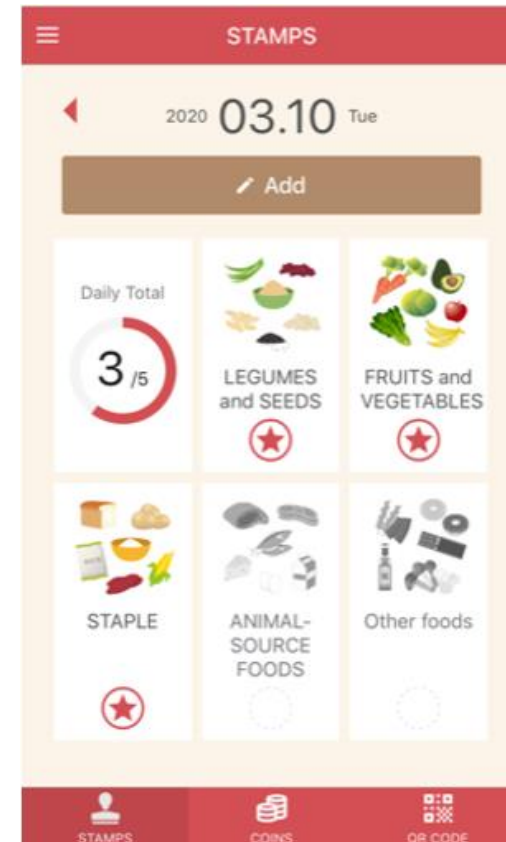 STAMPS
2020 03.10 Tue
Add
Daily Total
3 /5
LEGUMES
and SEEDS
FRUITS and
VEGETABLES
STAPLE
ANIMAL-
SOURCE
FOODS
Other foods
STAMPS
COINS
QR CODE